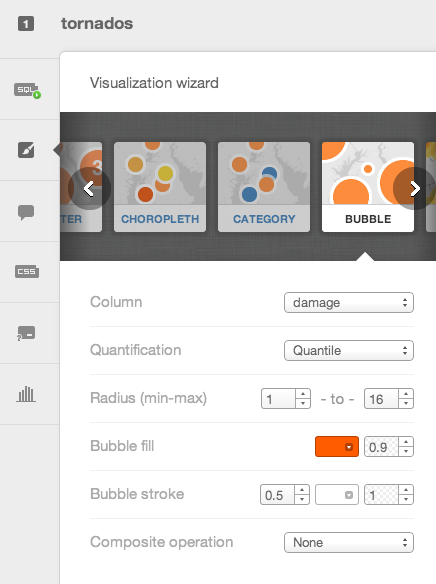 1 tornados
SQL
Visualization wizard
3
TER CHOROPLETH CATEGORY BUBBLE
CSS
Column damage
?
Quantification Quantile
Radius (min-max) 1 - to - 16
Bubble fill 0.9
Bubble stroke 0.5 1
Composite operation None